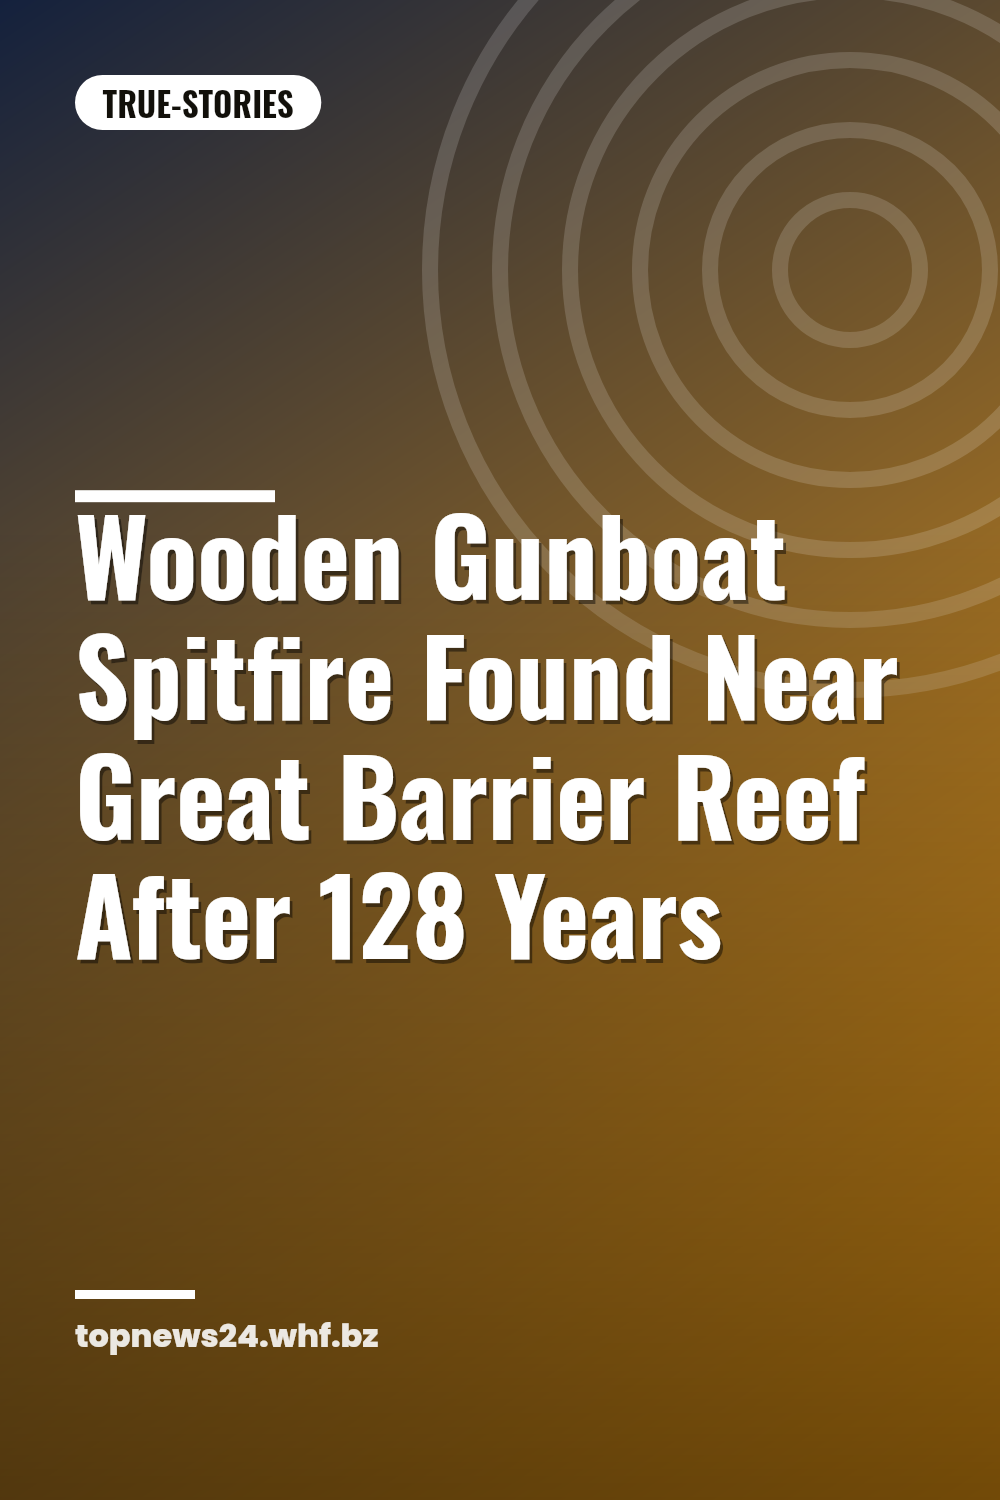 TRUE-STORIES
Wooden Gunboat
Spitfire Found Near
Great Barrier Reef
After 128 Years
topnews24.whf.bz